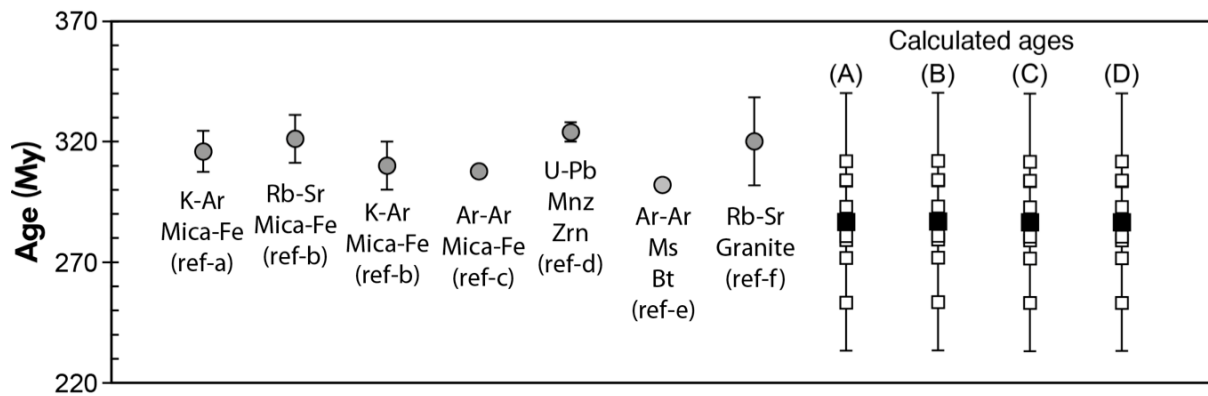 370
320
270
220
Age (My)
K-Ar
Mica-Fe
(ref-a)
Rb-Sr
Mica-Fe
(ref-b)
K-Ar
Mica-Fe
(ref-b)
Ar-Ar
Mica-Fe
(ref-c)
U-Pb
Mnz
Zrn
(ref-d)
Ar-Ar
Ms
Bt
(ref-e)
Rb-Sr
Granite
(ref-f)
Calculated ages
(A) (B) (C) (D)